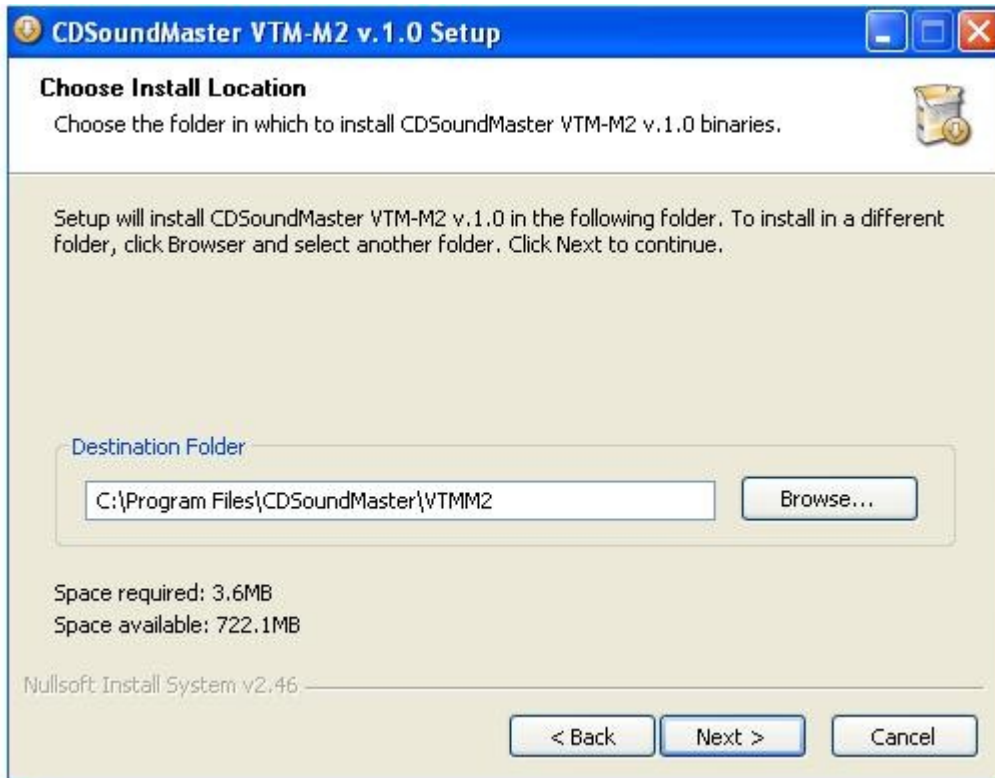 CDSoundMaster VTM-M2 v.1.0 Setup
Choose Install Location
Choose the folder in which to install CDSoundMaster VTM-M2 v.1.0 binaries.
Setup will install CDSoundMaster VTM-M2 v.1.0 in the following folder. To install in a different
folder, click Browser and select another folder. Click Next to continue.
Destination Folder
C:\Program Files\CDSoundMaster\VTMM2
Browse...
Space required: 3.6MB
Space available: 722.1MB
Nullsoft Install System v2.46
< Back
Next >
Cancel